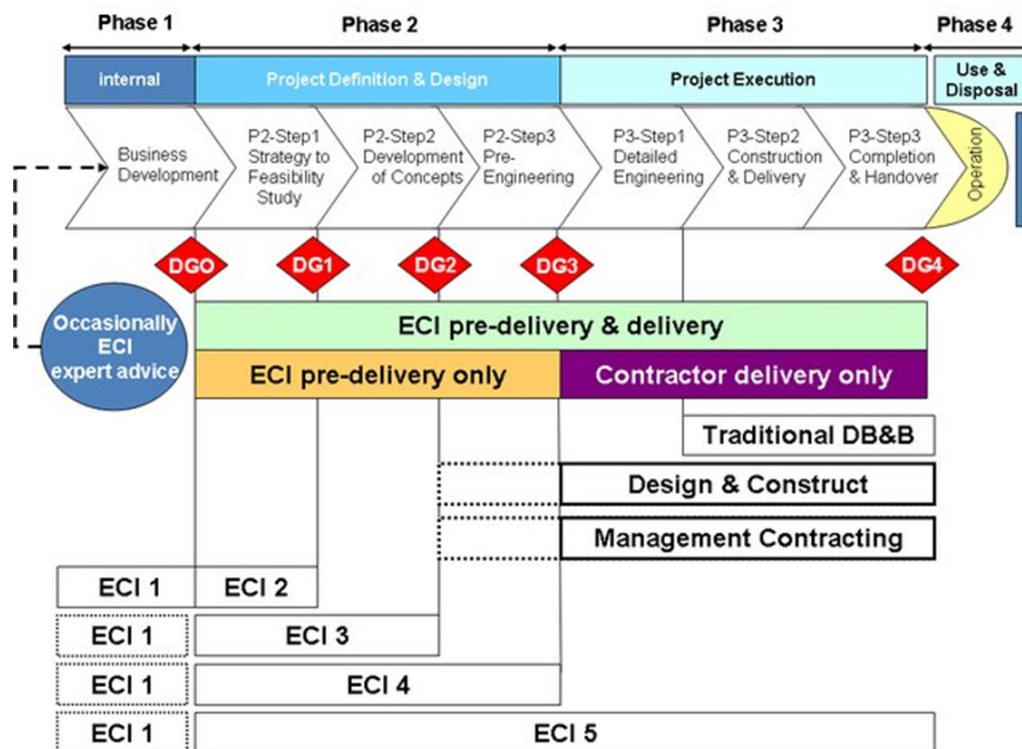 Phase 1
Phase 2
Phase 3
Phase 4
internal
Project Definition & Design
Project Execution
Use &
Disposal
Business
Development
P2-Step1
Strategy to
Feasibility
Study
P2-Step2
Development
of Concepts
P2-Step3
Pre-
Engineering
P3-Step1
Detailed
Engineering
P3-Step2
Construction
& Delivery
P3-Step3
Completion
& Handover
Operation
DG0
DG1
DG2
DG3
DG4
Occasionally
ECI
expert advice
ECI pre-delivery & delivery
ECI pre-delivery only
Contractor delivery only
Traditional DB&B
Design & Construct
Management Contracting
ECI 1
ECI 2
ECI 1
ECI 3
ECI 1
ECI 4
ECI 1
ECI 5